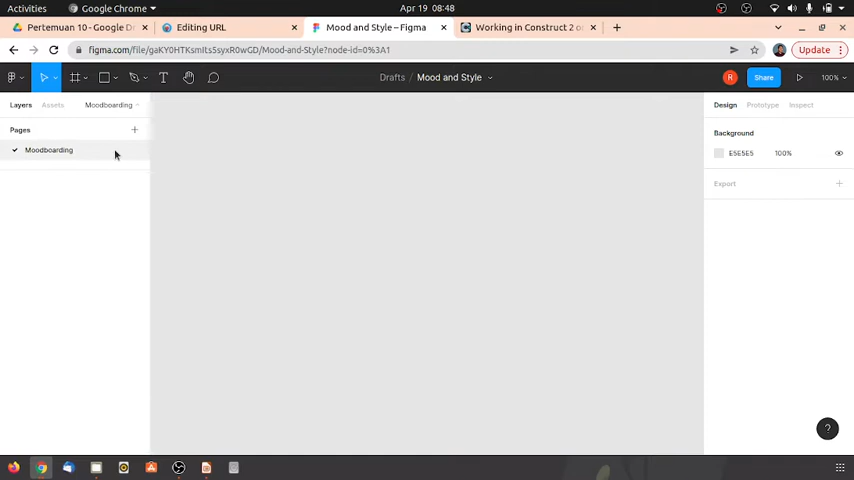 Activities Google Chrome Apr 19 08:48
Pertemuan 10 - Google Dr Editing URL Mood and Style – Figma Working in Construct 2 o
figma.com/file/gaKY0HTKsmItsSsyxR0wGD/Mood-and-Style?node-id=0%3A1 Update
Drafts / Mood and Style R Share 100%
Layers Assets Moodboarding Design Prototype Inspect
Pages Background
Moodboarding E5E5E5 100%
Export
?